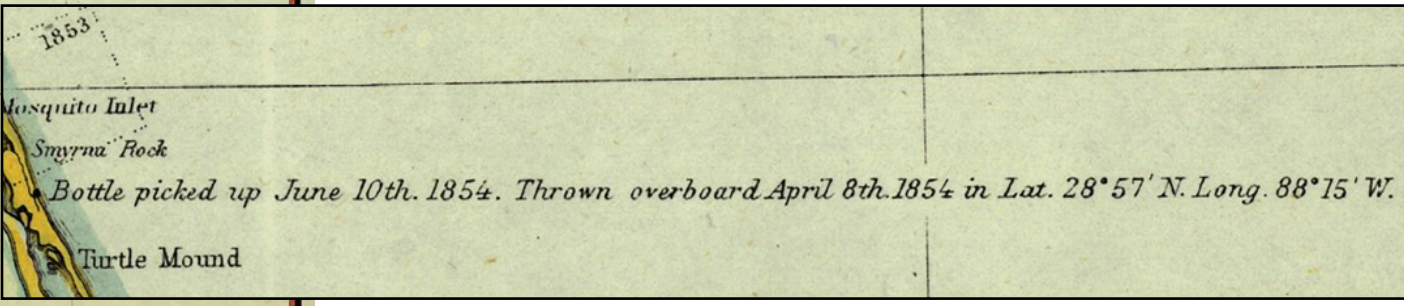 1853
Mosquito Inlet
Smyrna Rock
Bottle picked up June 10th. 1854. Thrown overboard April 8th. 1854 in Lat. 28°57' N. Long. 88°15' W.
Turtle Mound